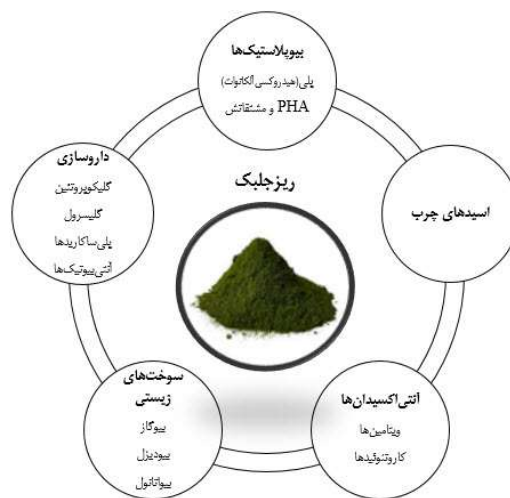 بیوپلاستیک‌ها
پلی(هیدروکسی آلکانوات)
PHA و مشتقاتش
ریزجلبک
اسیدهای چرب
داروسازی
گلیکوپروتئین
گلیسرول
پلی‌ساکاریدها
آنتی‌بیوتیک‌ها
آنتی‌اکسیدان‌ها
ویتامین‌ها
کاروتنوئیدها
سوخت‌های
زیستی
بیوگاز
بیودیزل
بیواتانول